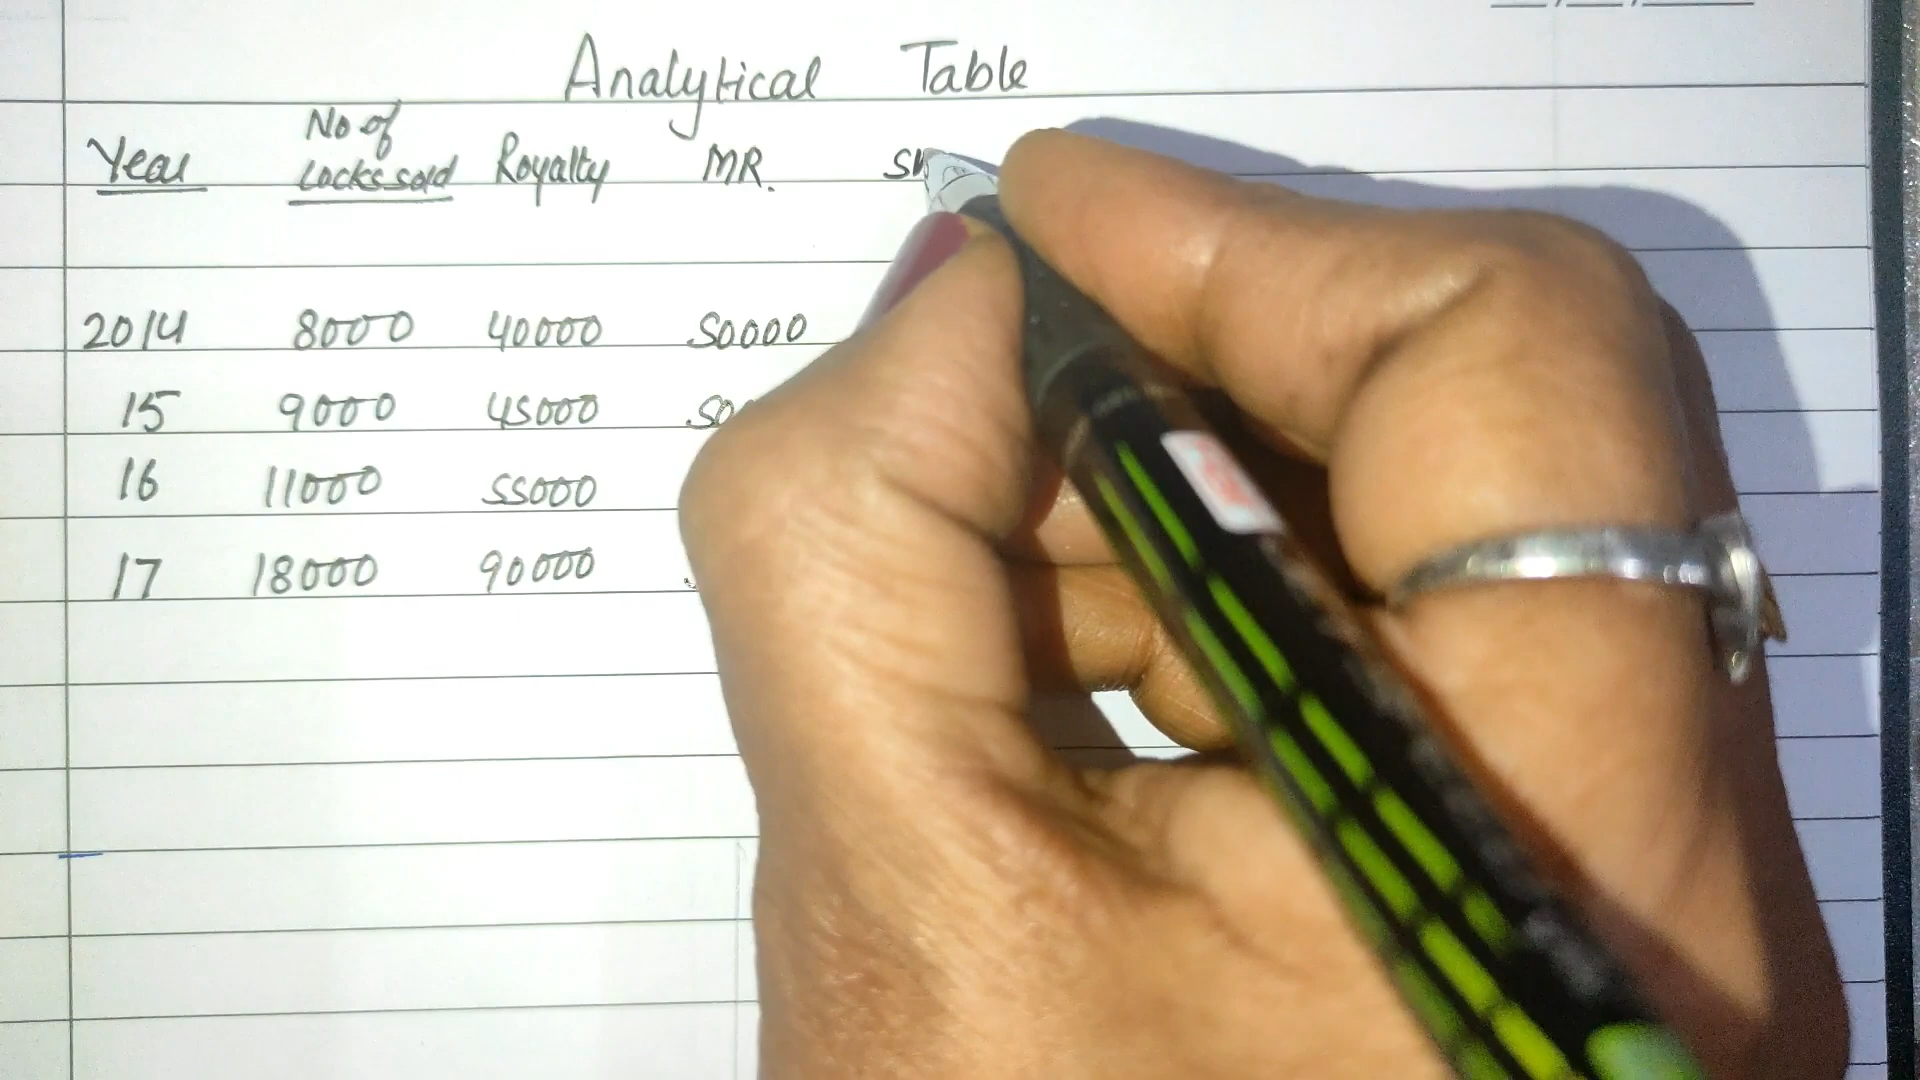 Analytical Table
No of
Year Locks sold Royalty MR.
2014 8000 40000 50000
15 9000 45000
16 11000 55000
17 18000 90000